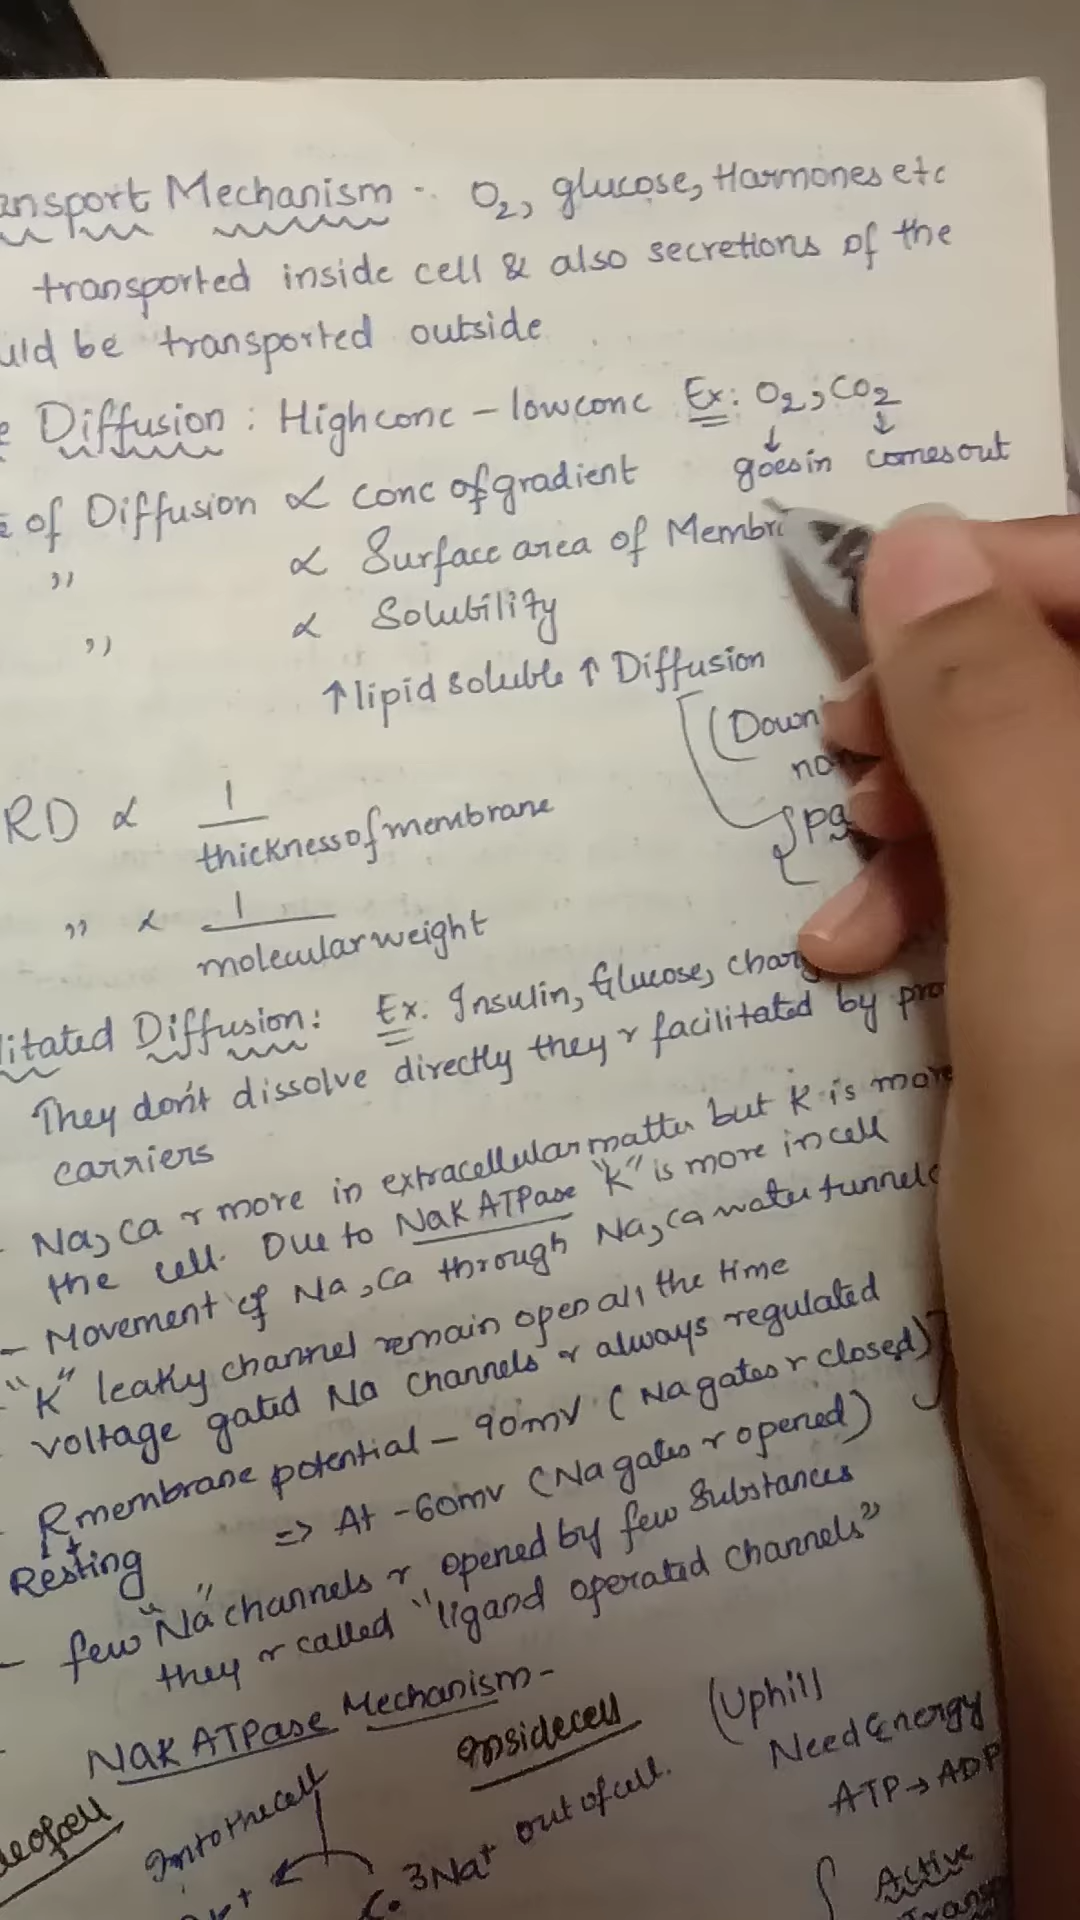 Transport Mechanism - O2, glucose, Harmones etc
transported inside cell & also secretions of the
be transported outside
Diffusion : High conc - low conc Ex: O2, CO2
↓ goes in ↓ comes out
of Diffusion ∝ conc of gradient
" ∝ Surface area of Membr
" ∝ Solubility
↑ lipid soluble ↑ Diffusion
(Down
RD ∝ 1/thickness of membrane
" ∝ 1/molecular weight
Diffusion: Ex. Insulin, Glucose,
They don't dissolve directly they r facilitated by
carriers
- Na, Ca r more in extracellular matter but K is more
the cell. Due to NaK ATPase "K" is more in cell
- Movement of Na, Ca through Na, Ca water tunnels
- "K" leaky channel remain open all the time
voltage gated Na channels r always regulated
- Rmembrane potential - 90mV (Na gates r closed)
↓
Resting
=> At -60mv (Na gates r opened)
- few "Na" channels r opened by few Substances
they r called "ligand operated channels"
NaK ATPase Mechanism -
(Uphill
Need Energy
ATP → ADP
Inside cell
Into the cell
3Na+ out of cell.
Active